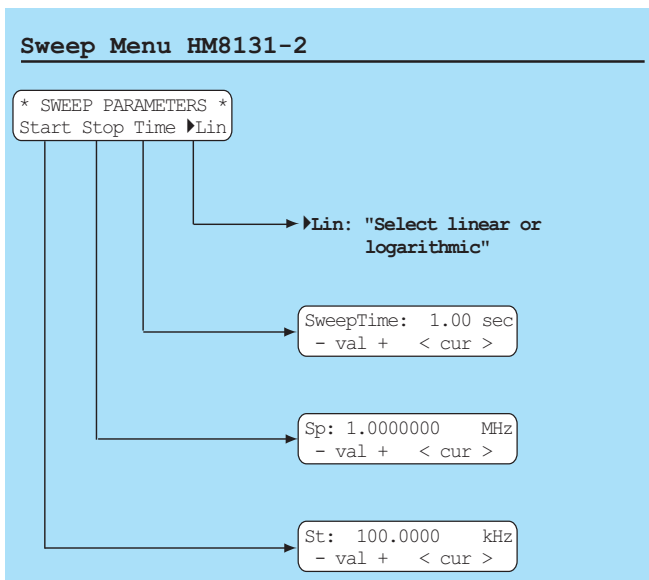 Sweep Menu HM8131-2
* SWEEP PARAMETERS *
Start Stop Time ▶Lin
▶Lin: "Select linear or
logarithmic"
SweepTime: 1.00 sec
- val + < cur >
Sp: 1.0000000 MHz
- val + < cur >
St: 100.0000 kHz
- val + < cur >